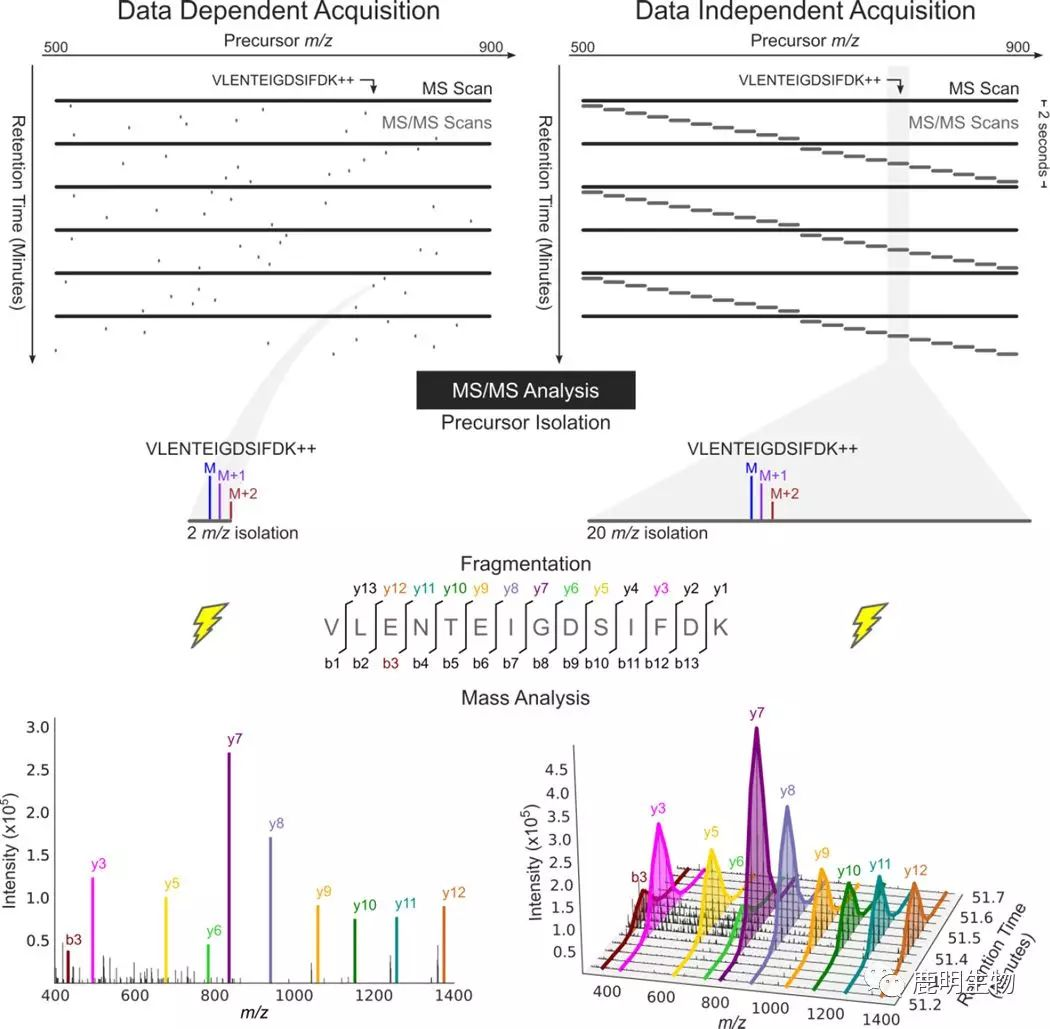 Data Dependent Acquisition
Data Independent Acquisition
Precursor m/z
500
900
VLENTEIGDSIFDK++
MS Scan
MS/MS Scans
Retention Time (Minutes)
Precursor m/z
500
900
VLENTEIGDSIFDK++
MS Scan
MS/MS Scans
2 seconds
Retention Time (Minutes)
MS/MS Analysis
Precursor Isolation
VLENTEIGDSIFDK++
M
M+1
M+2
2 m/z isolation
VLENTEIGDSIFDK++
M
M+1
M+2
20 m/z isolation
Fragmentation
y13 y12 y11 y10 y9 y8 y7 y6 y5 y4 y3 y2 y1
V L E N T E I G D S I F D K
b1 b2 b3 b4 b5 b6 b7 b8 b9 b10 b11 b12 b13
Mass Analysis
Intensity (x10⁵)
3.0
2.5
2.0
1.5
1.0
0.5
b3 y3 y5 y6 y7 y8 y9 y10 y11 y12
400 600 800 1000 1200 1400
m/z
Intensity (x10⁵)
4.5
4.0
3.5
3.0
2.5
2.0
1.5
1.0
0.5
b3 y3 y5 y6 y7 y8 y9 y10 y11 y12
400 600 800 1000 1200 1400
m/z
51.7
51.6
51.5
51.4
51.2
Retention Time
(Minutes)
鹿明生物